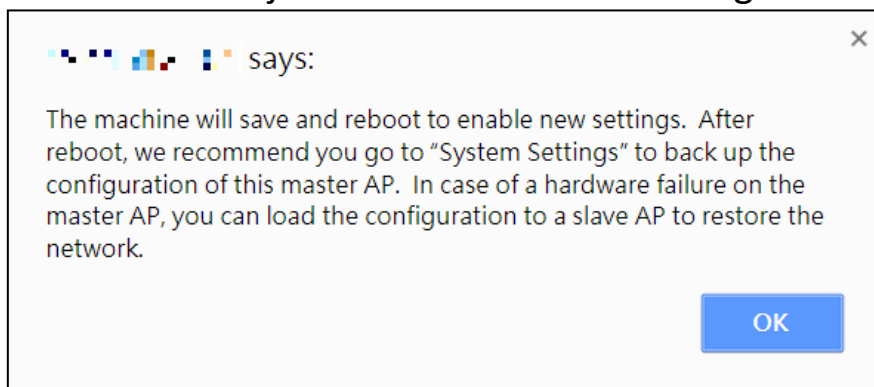 says:
The machine will save and reboot to enable new settings. After
reboot, we recommend you go to “System Settings” to back up the
configuration of this master AP. In case of a hardware failure on the
master AP, you can load the configuration to a slave AP to restore the
network.
OK